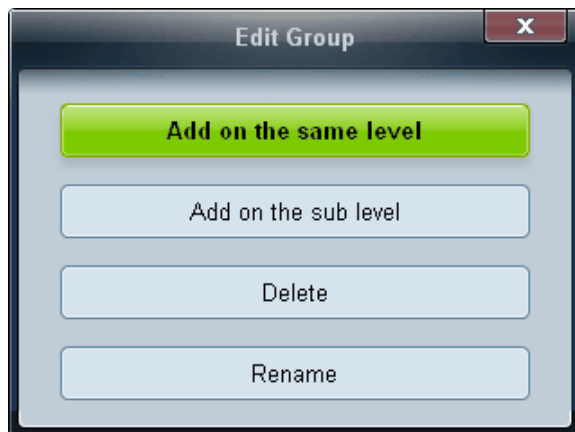 Edit Group
X
Add on the same level
Add on the sub level
Delete
Rename